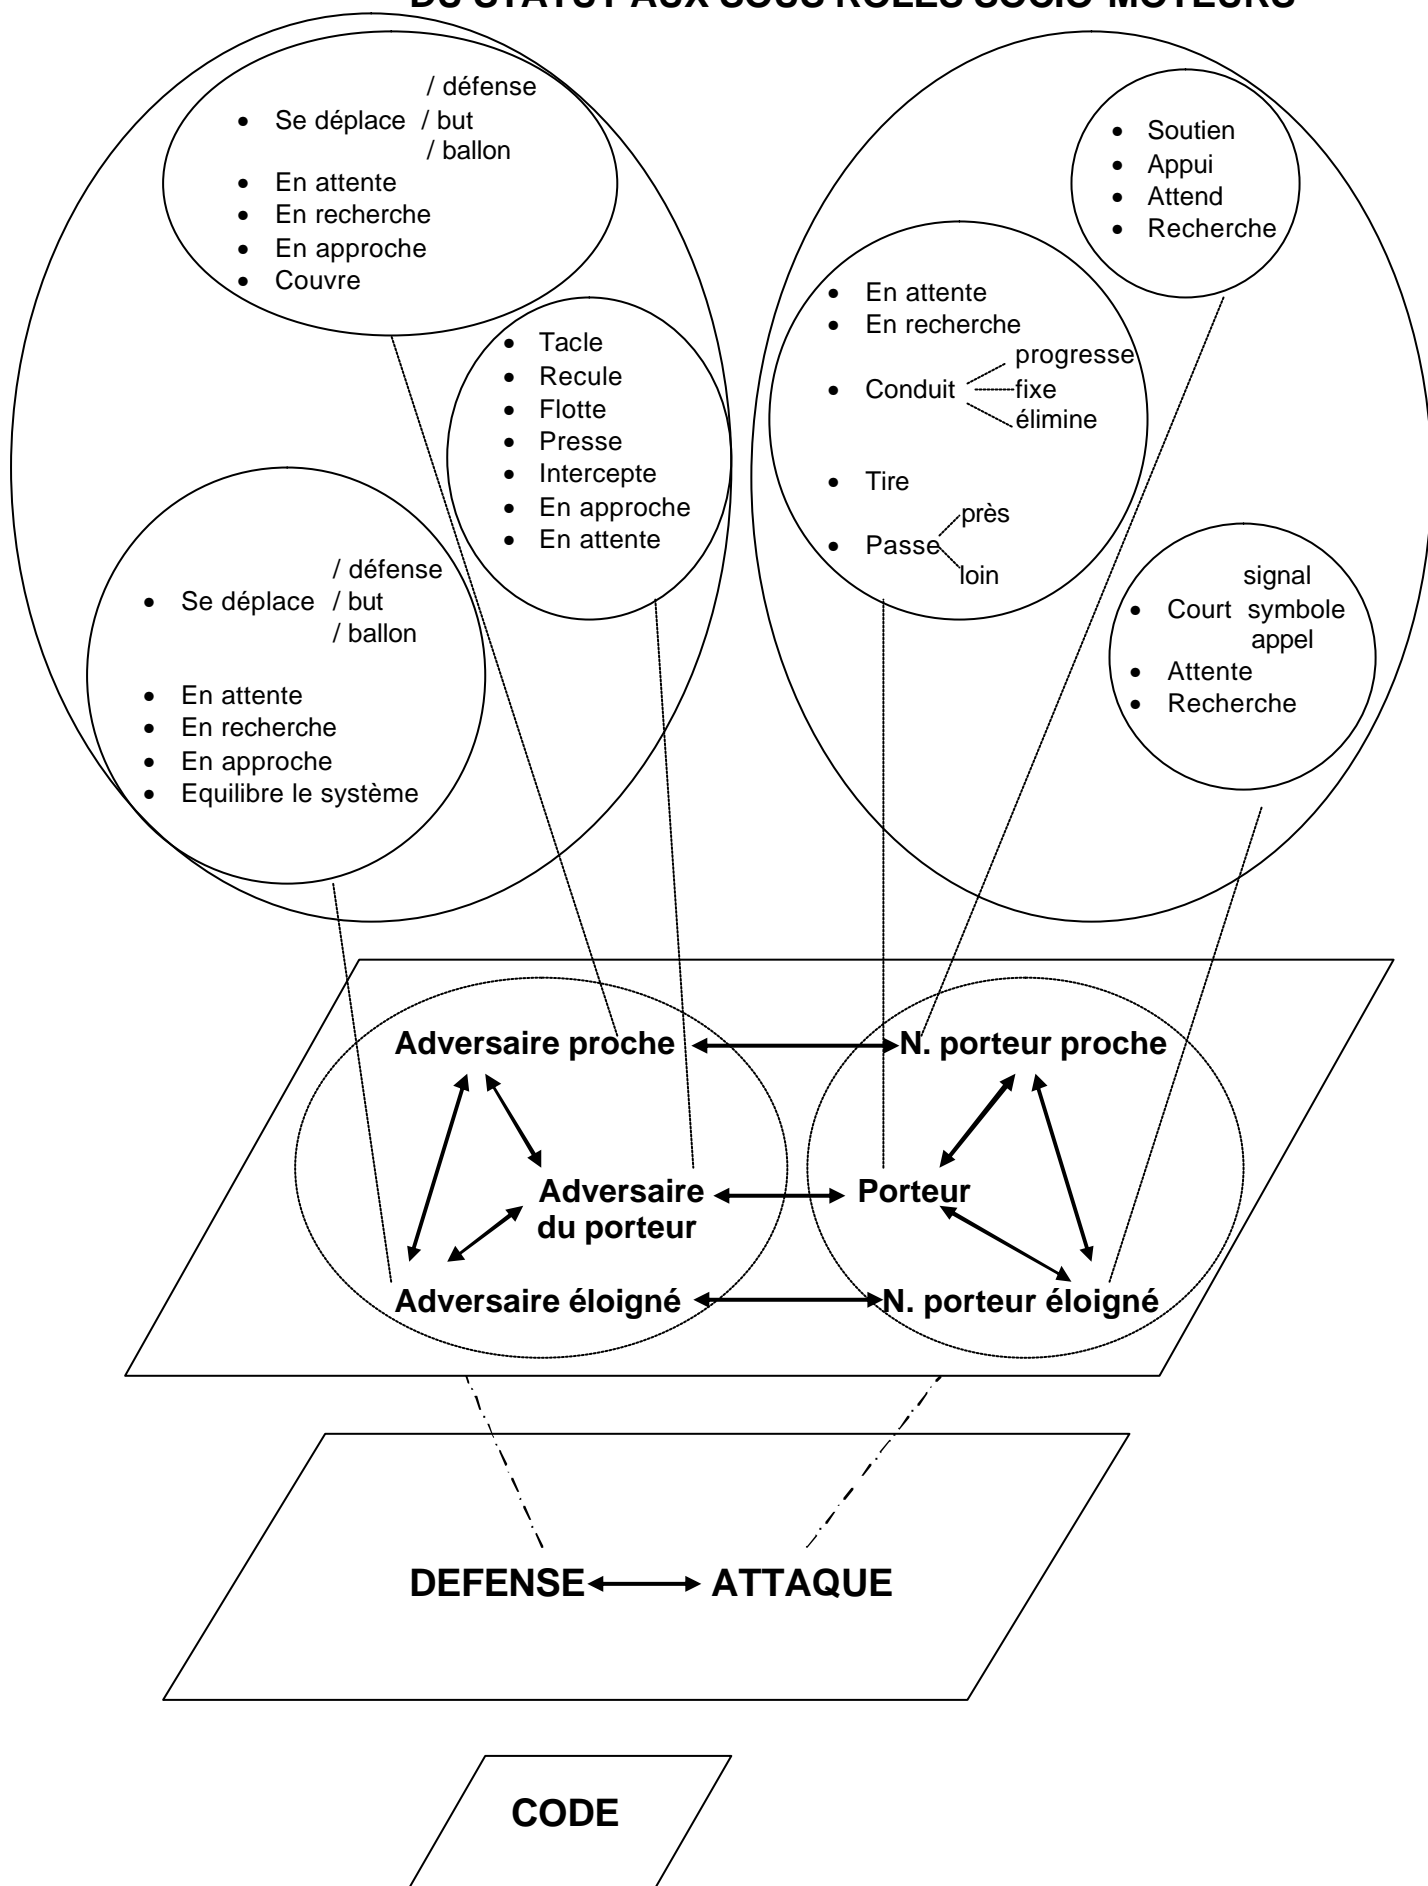 DU STATUT AUX SOUS ROLES SOCIO-MOTEURS
/ défense
• Se déplace / but
/ ballon
• En attente
• En recherche
• En approche
• Couvre
• Tacle
• Recule
• Flotte
• Presse
• Intercepte
• En approche
• En attente
/ défense
• Se déplace / but
/ ballon
• En attente
• En recherche
• En approche
• Equilibre le système
• Soutien
• Appui
• Attend
• Recherche
• En attente
• En recherche
progresse
• Conduit fixe
élimine
• Tire
près
• Passe
loin
signal
• Court symbole
appel
• Attente
• Recherche
Adversaire proche N. porteur proche
Adversaire Porteur
du porteur
Adversaire éloigné N. porteur éloigné
DEFENSE ATTAQUE
CODE